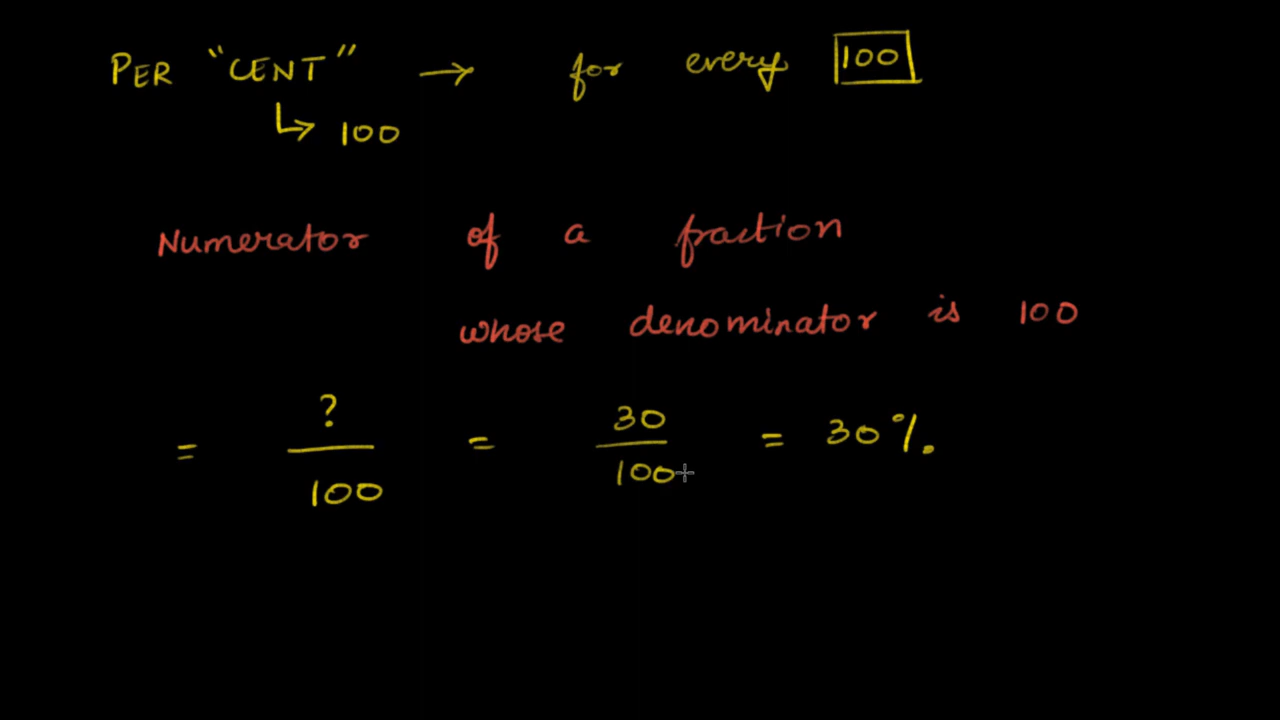 PER "CENT" → for every 100
↳ 100
Numerator of a fraction
whose denominator is 100
= ?/100 = 30/100 = 30%.